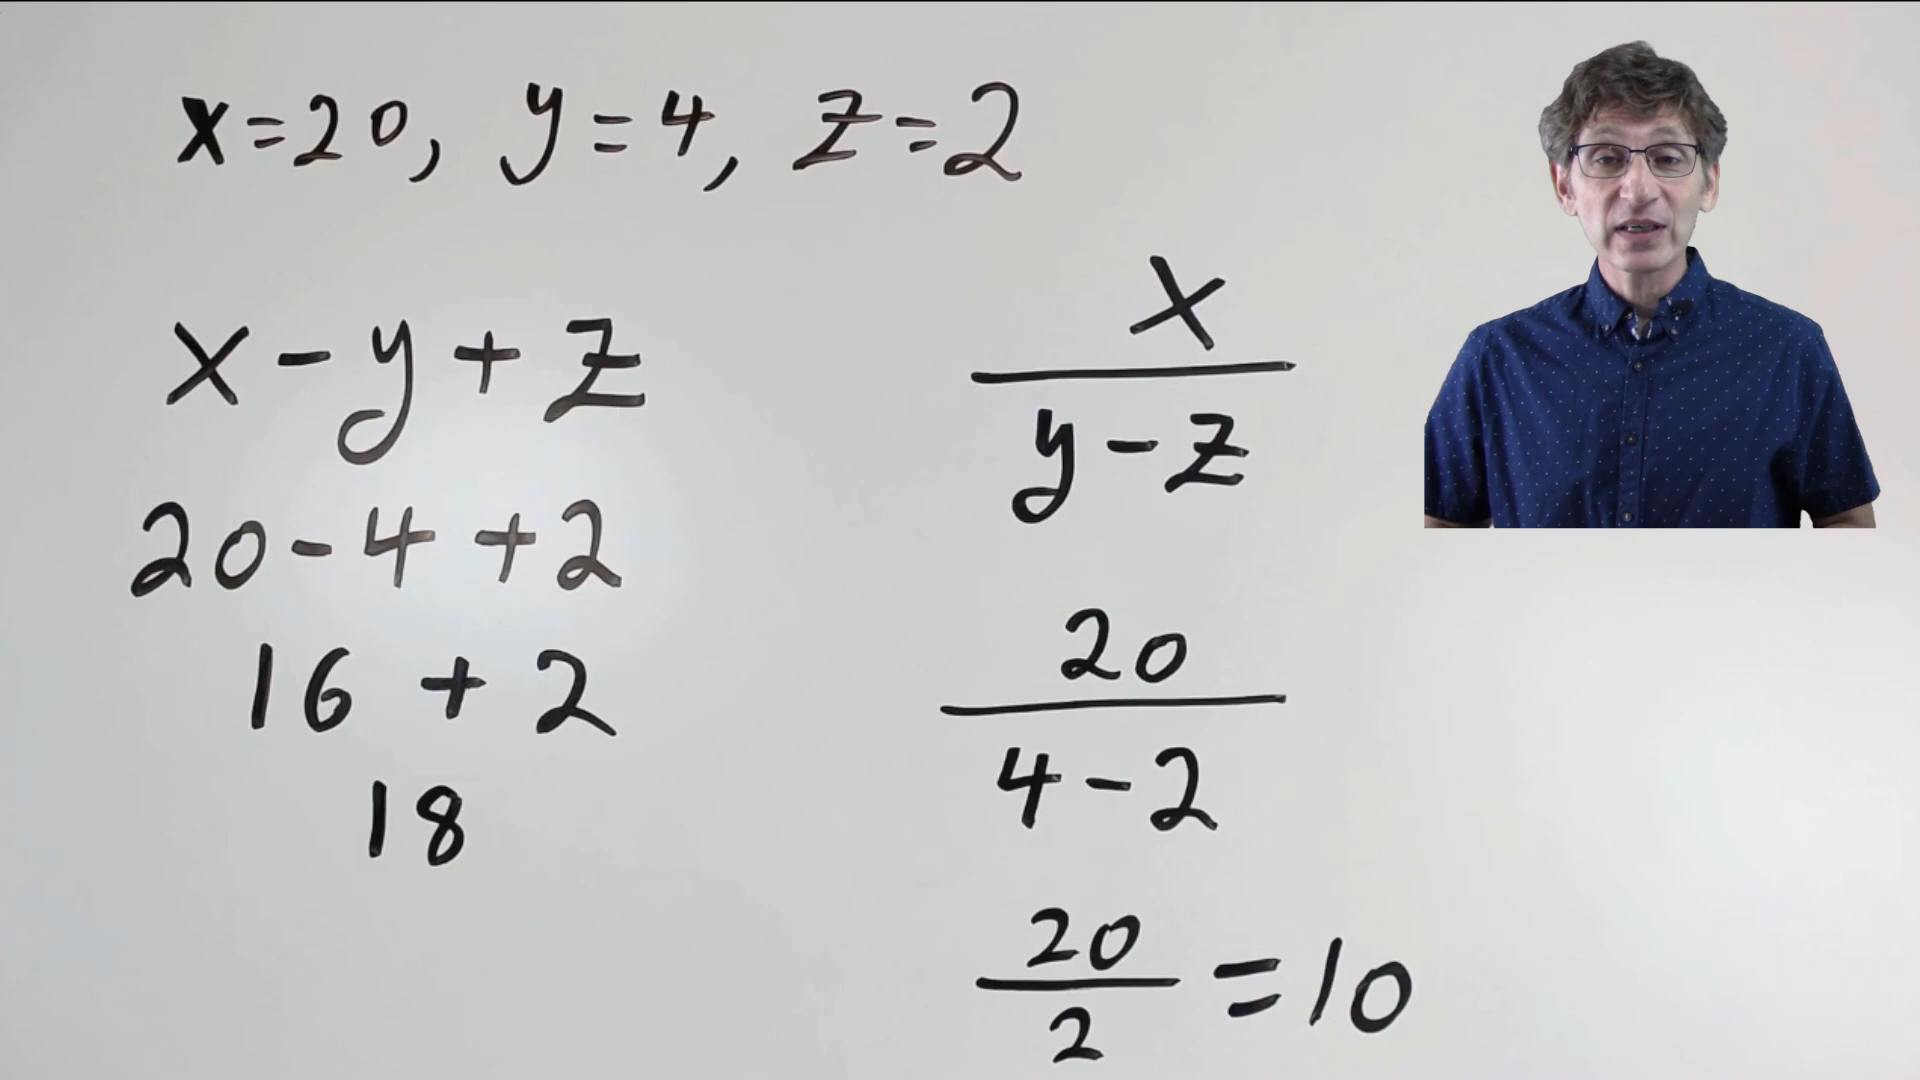 x=20, y=4, z=2
x-y+z
20-4+2
16+2
18
x
y-z
20
4-2
20
2
=10